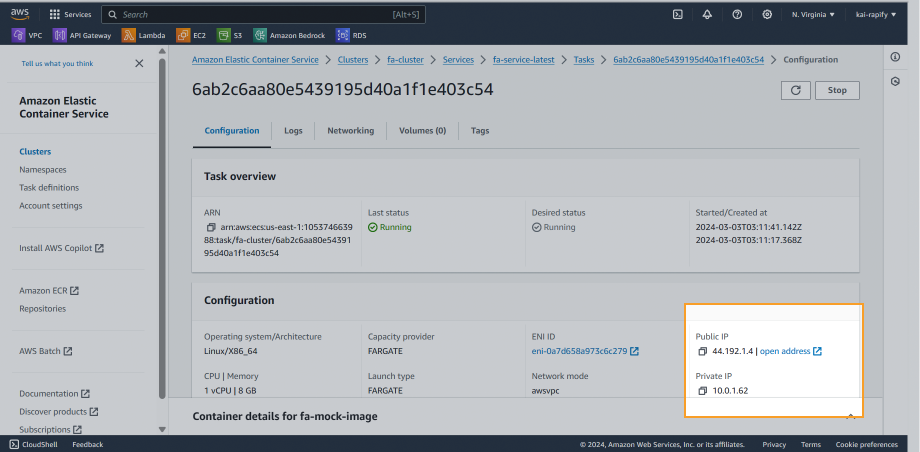 aws
Services
Search
[Alt+S]
N. Virginia
kai-rapify
VPC
API Gateway
Lambda
EC2
S3
Amazon Bedrock
RDS
Tell us what you think
Amazon Elastic
Container Service
Clusters
Namespaces
Task definitions
Account settings
Install AWS Copilot
Amazon ECR
Repositories
AWS Batch
Documentation
Discover products
Subscriptions
Amazon Elastic Container Service > Clusters > fa-cluster > Services > fa-service-latest > Tasks > 6ab2c6aa80e5439195d40a1f1e403c54 > Configuration
6ab2c6aa80e5439195d40a1f1e403c54
Stop
Configuration
Logs
Networking
Volumes (0)
Tags
Task overview
ARN
arn:aws:ecs:us-east-1:1053746639
88:task/fa-cluster/6ab2c6aa80e54391
95d40a1f1e403c54
Last status
Running
Desired status
Running
Started/Created at
2024-03-03T03:11:41.142Z
2024-03-03T03:11:17.368Z
Configuration
Operating system/Architecture
Linux/X86_64
Capacity provider
FARGATE
ENI ID
eni-0a7d658a973c6c279
Public IP
44.192.1.4 | open address
CPU | Memory
1 vCPU | 8 GB
Launch type
FARGATE
Network mode
awsvpc
Private IP
10.0.1.62
Container details for fa-mock-image
CloudShell
Feedback
© 2024, Amazon Web Services, Inc. or its affiliates.
Privacy
Terms
Cookie preferences